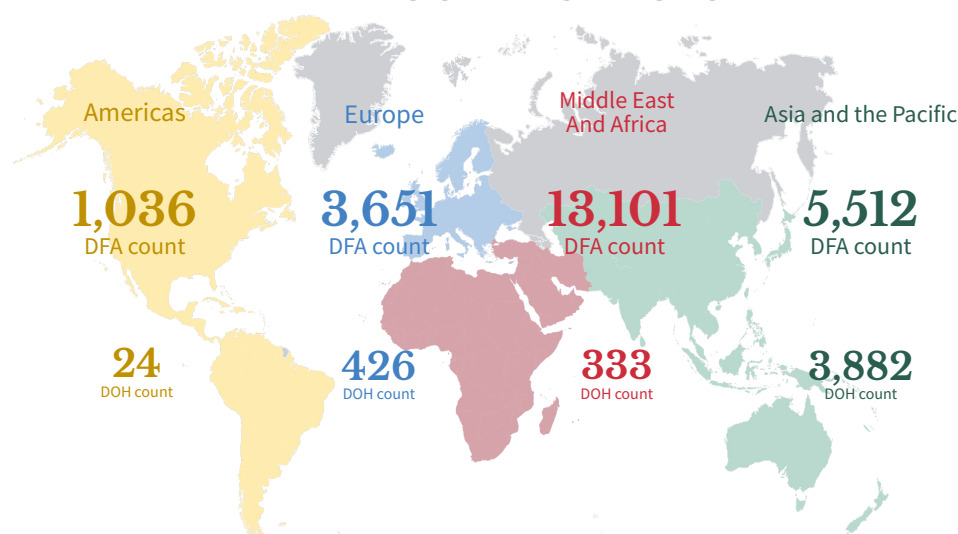 Americas
1,036
DFA count
24
DOH count
Europe
3,651
DFA count
426
DOH count
Middle East
And Africa
13,101
DFA count
333
DOH count
Asia and the Pacific
5,512
DFA count
3,882
DOH count